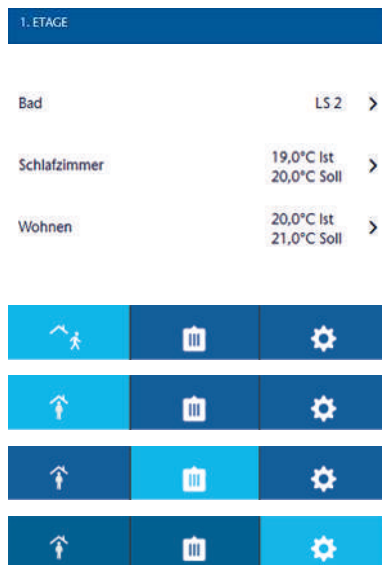 1. ETAGE
Bad LS 2
Schlafzimmer 19,0°C Ist
20,0°C Soll
Wohnen 20,0°C Ist
21,0°C Soll